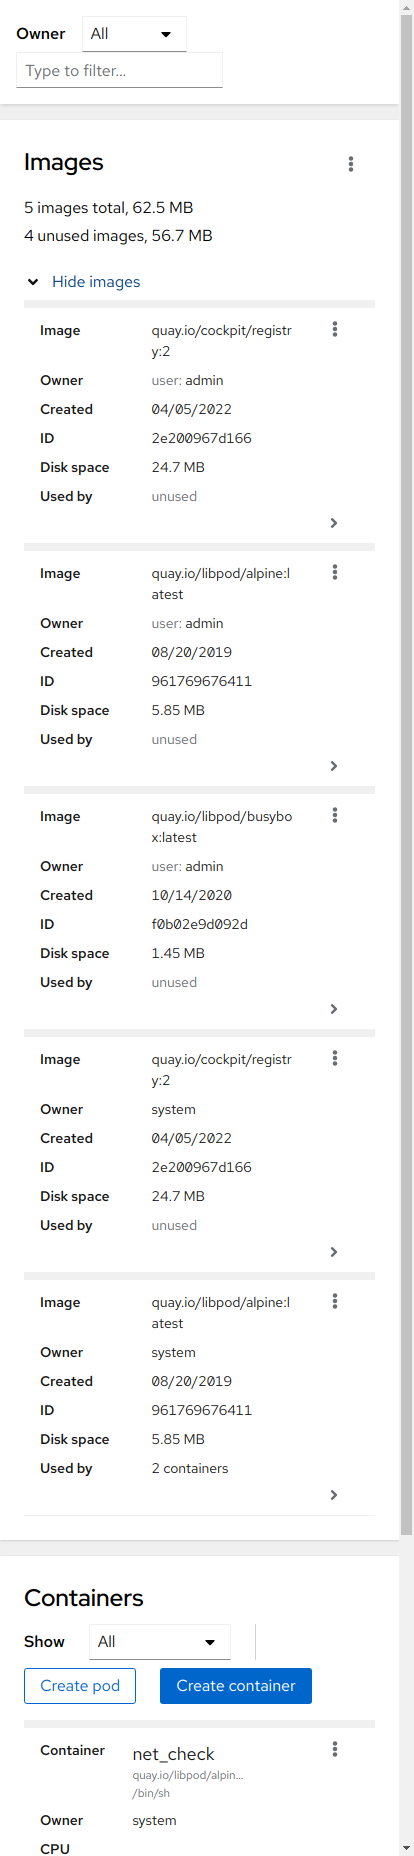 Owner All
Type to filter...
Images
5 images total, 62.5 MB
4 unused images, 56.7 MB
Hide images
Image quay.io/cockpit/registr
y:2
Owner user: admin
Created 04/05/2022
ID 2e200967d166
Disk space 24.7 MB
Used by unused
Image quay.io/libpod/alpine:l
atest
Owner user: admin
Created 08/20/2019
ID 961769676411
Disk space 5.85 MB
Used by unused
Image quay.io/libpod/busybo
x:latest
Owner user: admin
Created 10/14/2020
ID f0b02e9d092d
Disk space 1.45 MB
Used by unused
Image quay.io/cockpit/registr
y:2
Owner system
Created 04/05/2022
ID 2e200967d166
Disk space 24.7 MB
Used by unused
Image quay.io/libpod/alpine:l
atest
Owner system
Created 08/20/2019
ID 961769676411
Disk space 5.85 MB
Used by 2 containers
Containers
Show All
Create pod Create container
Container net_check
quay.io/libpod/alpin...
/bin/sh
Owner system
CPU